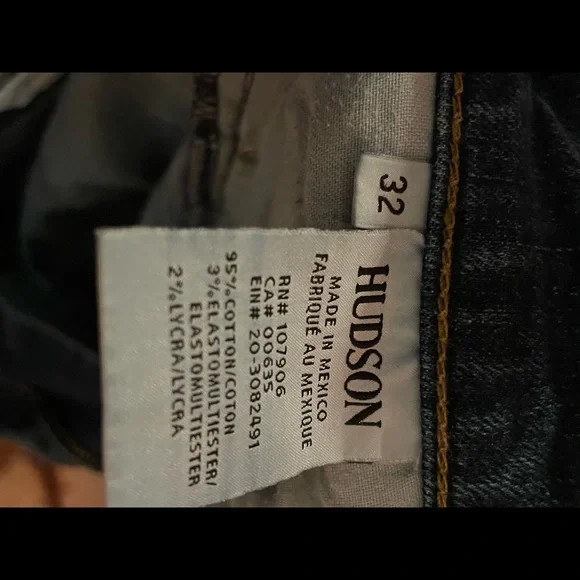 32
HUDSON
MADE IN MEXICO
FABRIQUÉ AU MEXIQUE
RN# 107906
CA# 00635
EIN# 20-3082491
95% COTTON/COTON
3% ELASTOMULTIESTER/
ELASTOMULTIESTER
2% LYCRA/LYCRA